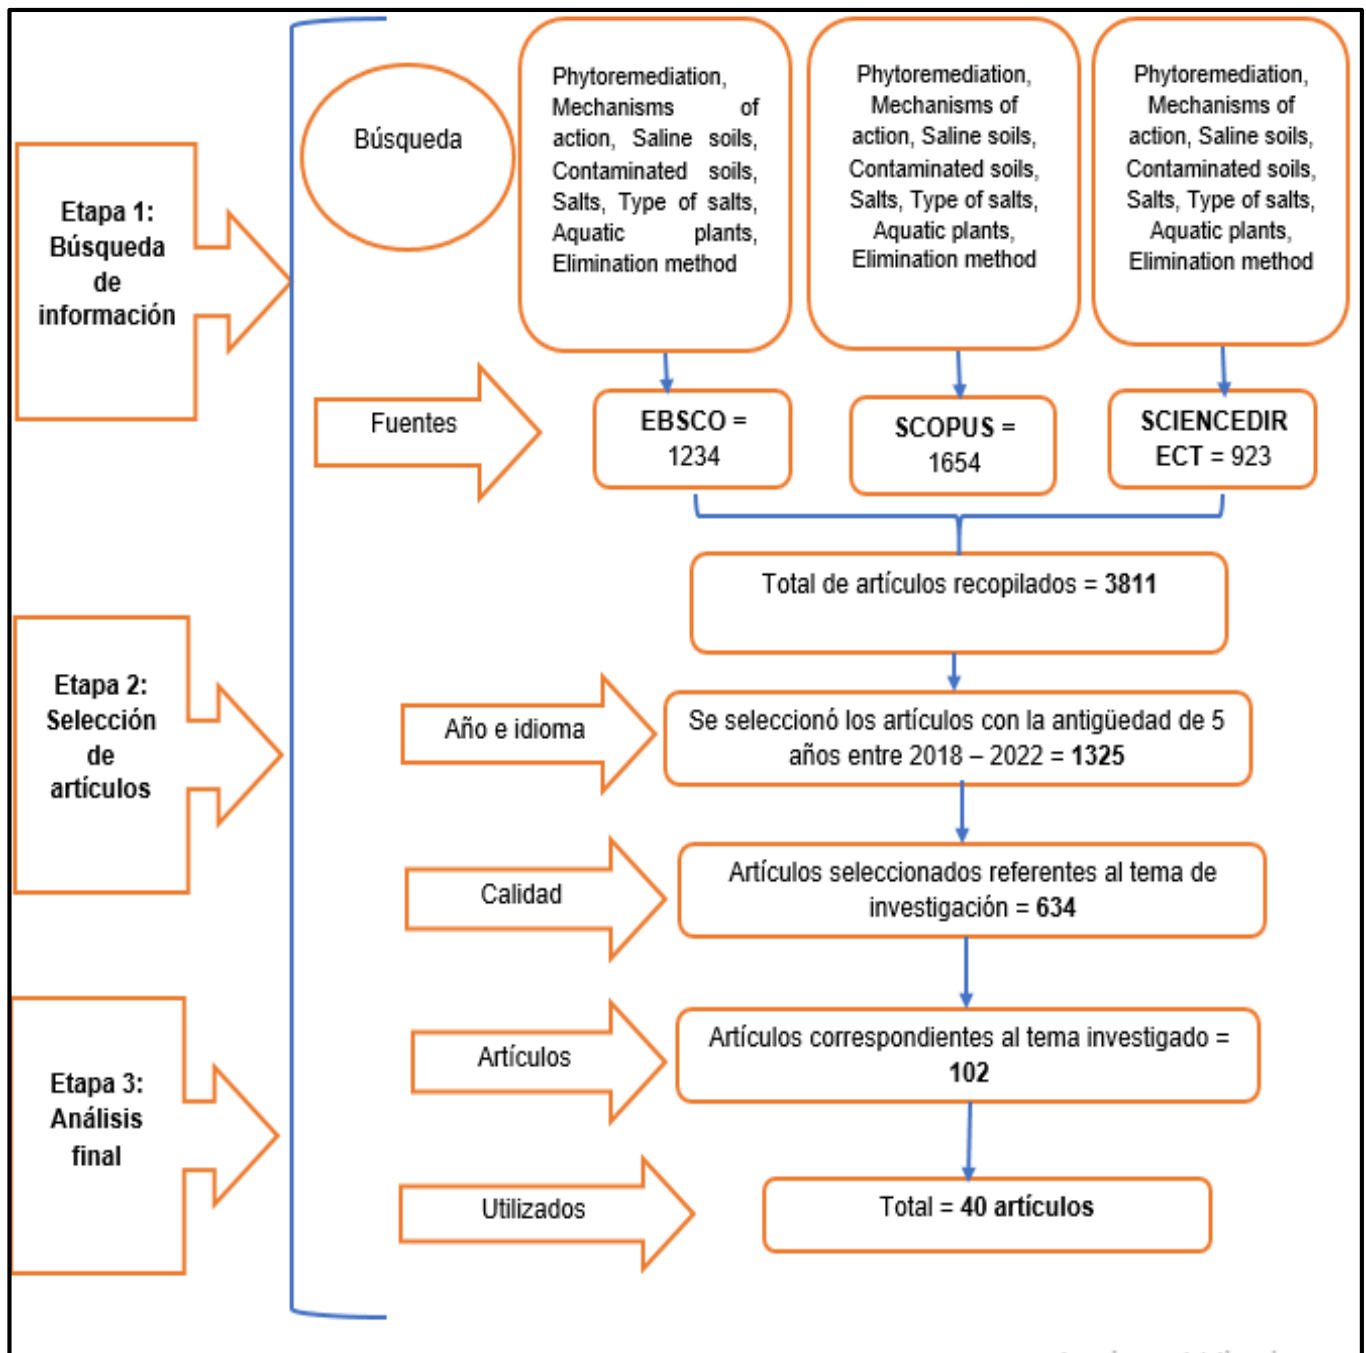 Etapa 1:
Búsqueda
de
información
Búsqueda
Phytoremediation,
Mechanisms of
action, Saline soils,
Contaminated soils,
Salts, Type of salts,
Aquatic plants,
Elimination method
Phytoremediation,
Mechanisms of
action, Saline soils,
Contaminated soils,
Salts, Type of salts,
Aquatic plants,
Elimination method
Phytoremediation,
Mechanisms of
action, Saline soils,
Contaminated soils,
Salts, Type of salts,
Aquatic plants,
Elimination method
Fuentes
EBSCO =
1234
SCOPUS =
1654
SCIENCEDIR
ECT = 923
Total de artículos recopilados = 3811
Etapa 2:
Selección
de
artículos
Año e idioma
Se seleccionó los artículos con la antigüedad de 5
años entre 2018 – 2022 = 1325
Calidad
Artículos seleccionados referentes al tema de
investigación = 634
Etapa 3:
Análisis
final
Artículos
Artículos correspondientes al tema investigado =
102
Utilizados
Total = 40 artículos